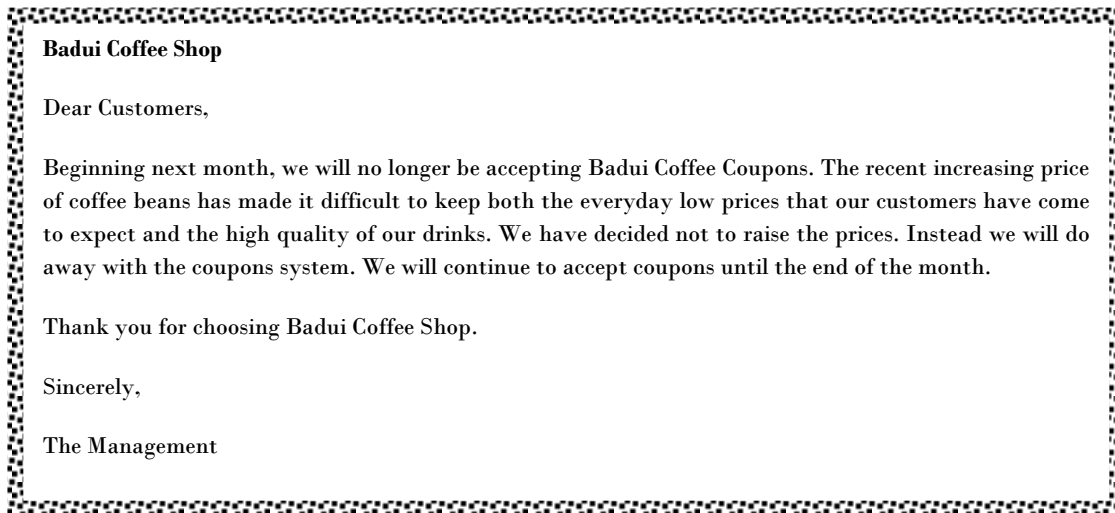 Badui Coffee Shop
Dear Customers,
Beginning next month, we will no longer be accepting Badui Coffee Coupons. The recent increasing price
of coffee beans has made it difficult to keep both the everyday low prices that our customers have come
to expect and the high quality of our drinks. We have decided not to raise the prices. Instead we will do
away with the coupons system. We will continue to accept coupons until the end of the month.
Thank you for choosing Badui Coffee Shop.
Sincerely,
The Management